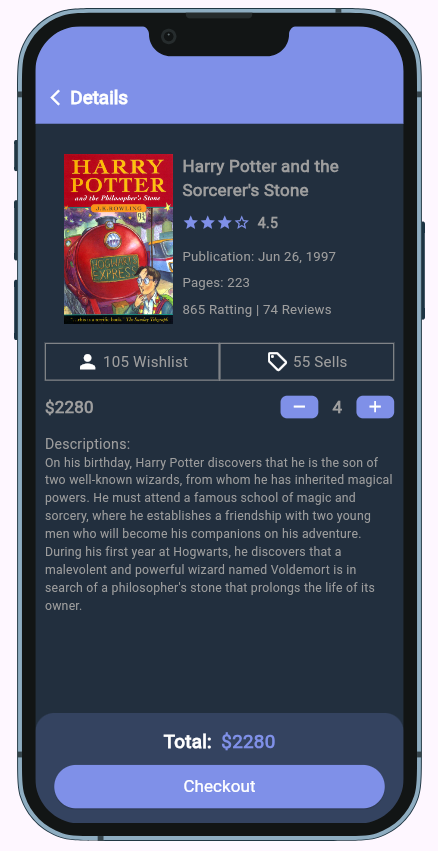 Details
HARRY
POTTER
and the Philosopher's Stone
J.K.ROWLING
HOGWARTS
EXPRESS
Harry Potter and the
Sorcerer's Stone
4.5
Publication: Jun 26, 1997
Pages: 223
865 Ratting | 74 Reviews
105 Wishlist
55 Sells
$2280
4
Descriptions:
On his birthday, Harry Potter discovers that he is the son of
two well-known wizards, from whom he has inherited magical
powers. He must attend a famous school of magic and
sorcery, where he establishes a friendship with two young
men who will become his companions on his adventure.
During his first year at Hogwarts, he discovers that a
malevolent and powerful wizard named Voldemort is in
search of a philosopher's stone that prolongs the life of its
owner.
Total: $2280
Checkout